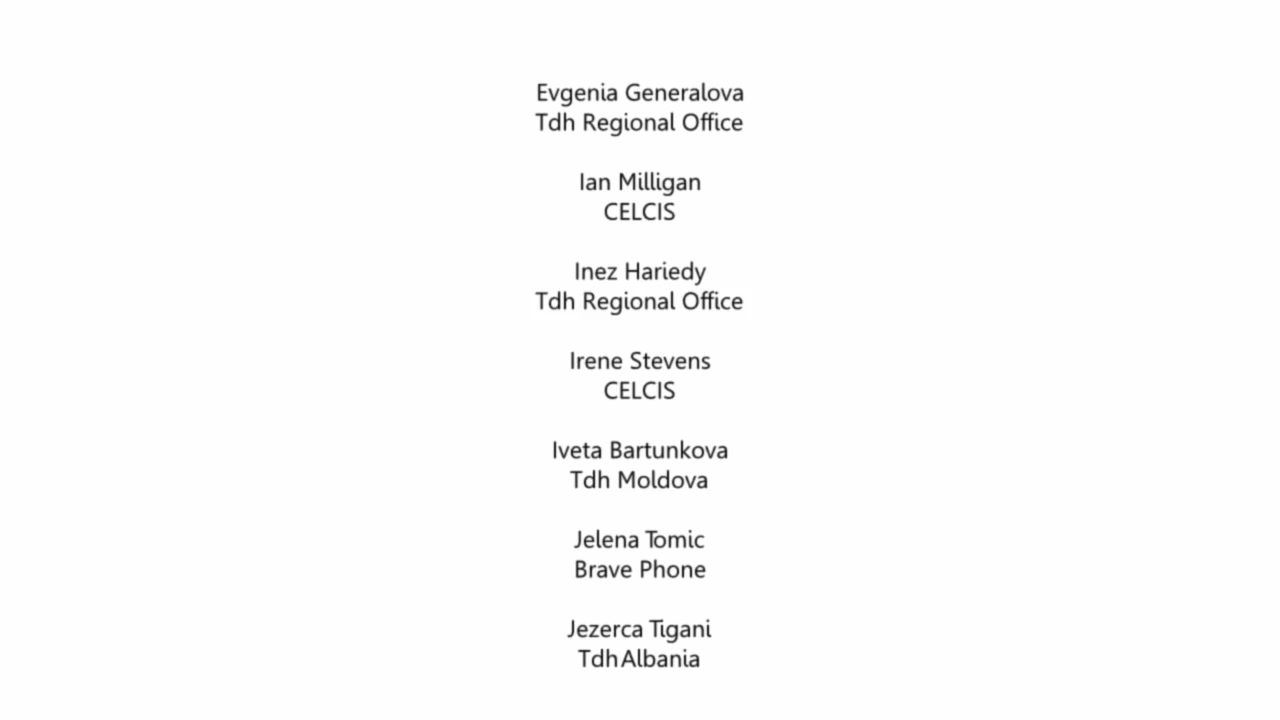 Evgenia Generalova
Tdh Regional Office
Ian Milligan
CELCIS
Inez Hariedy
Tdh Regional Office
Irene Stevens
CELCIS
Iveta Bartunkova
Tdh Moldova
Jelena Tomic
Brave Phone
Jezerca Tigani
Tdh Albania